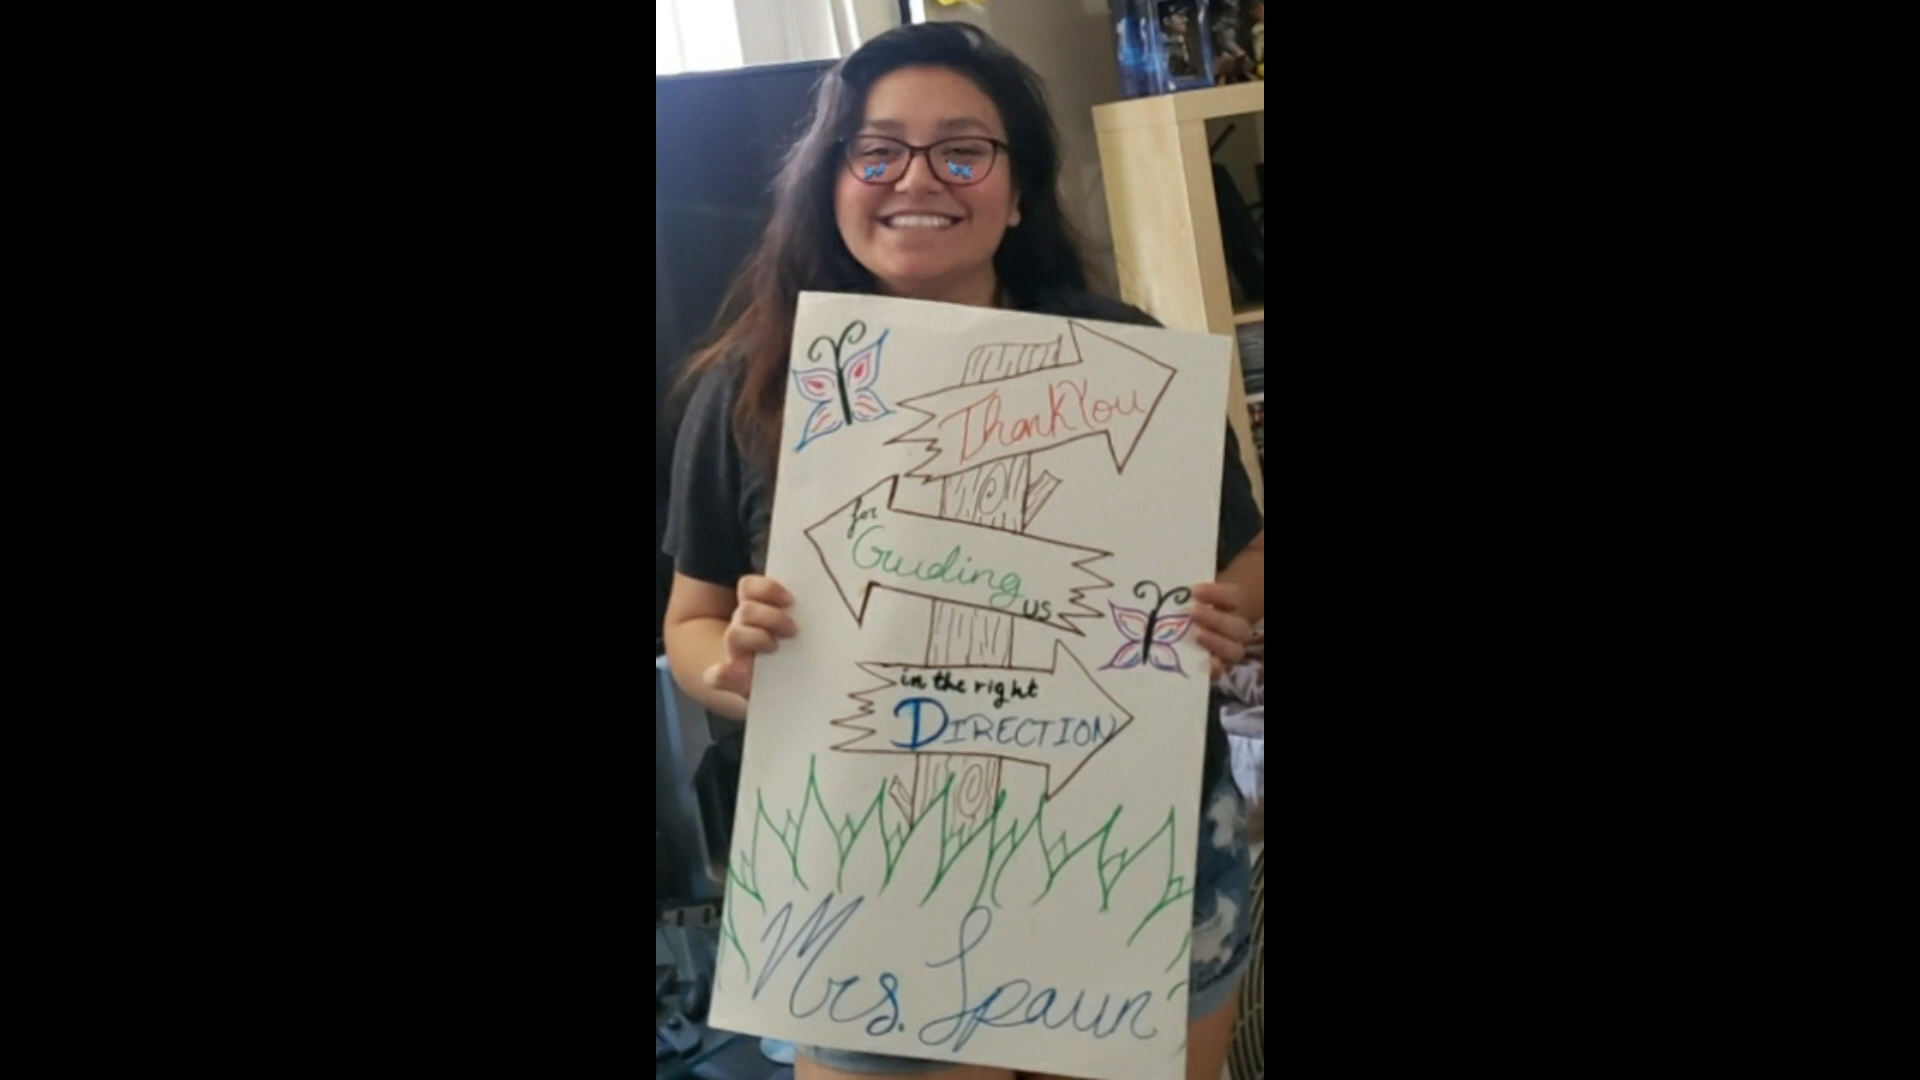 Thank You
for
Guiding
us
in the right
DIRECTION
Mrs. Spaun